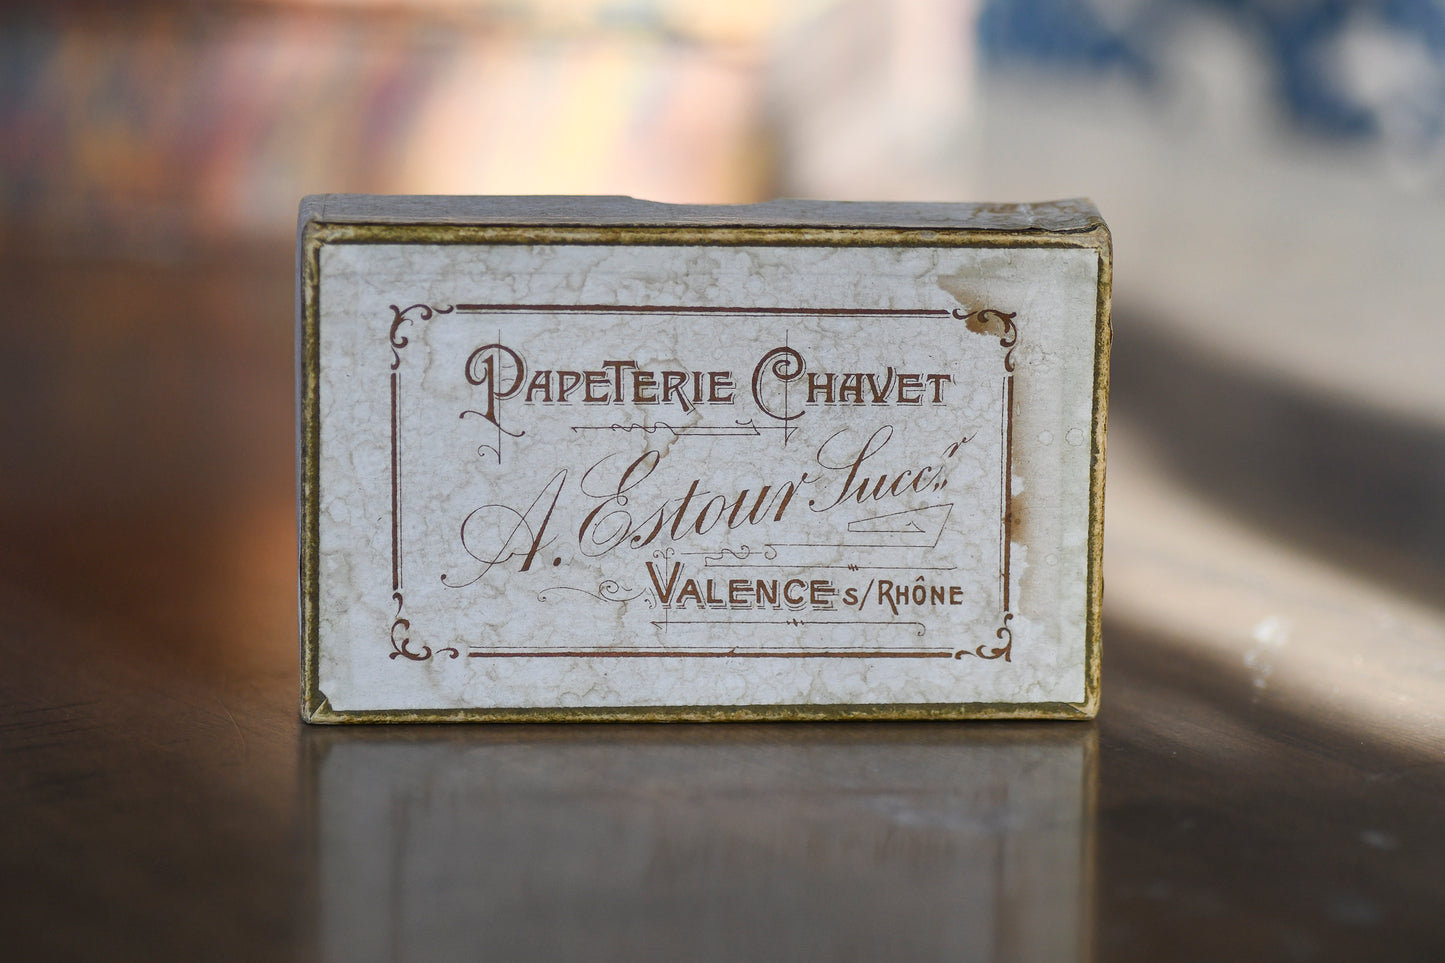 Papeterie Chavet
A. Estour Succr
Valence s/Rhône